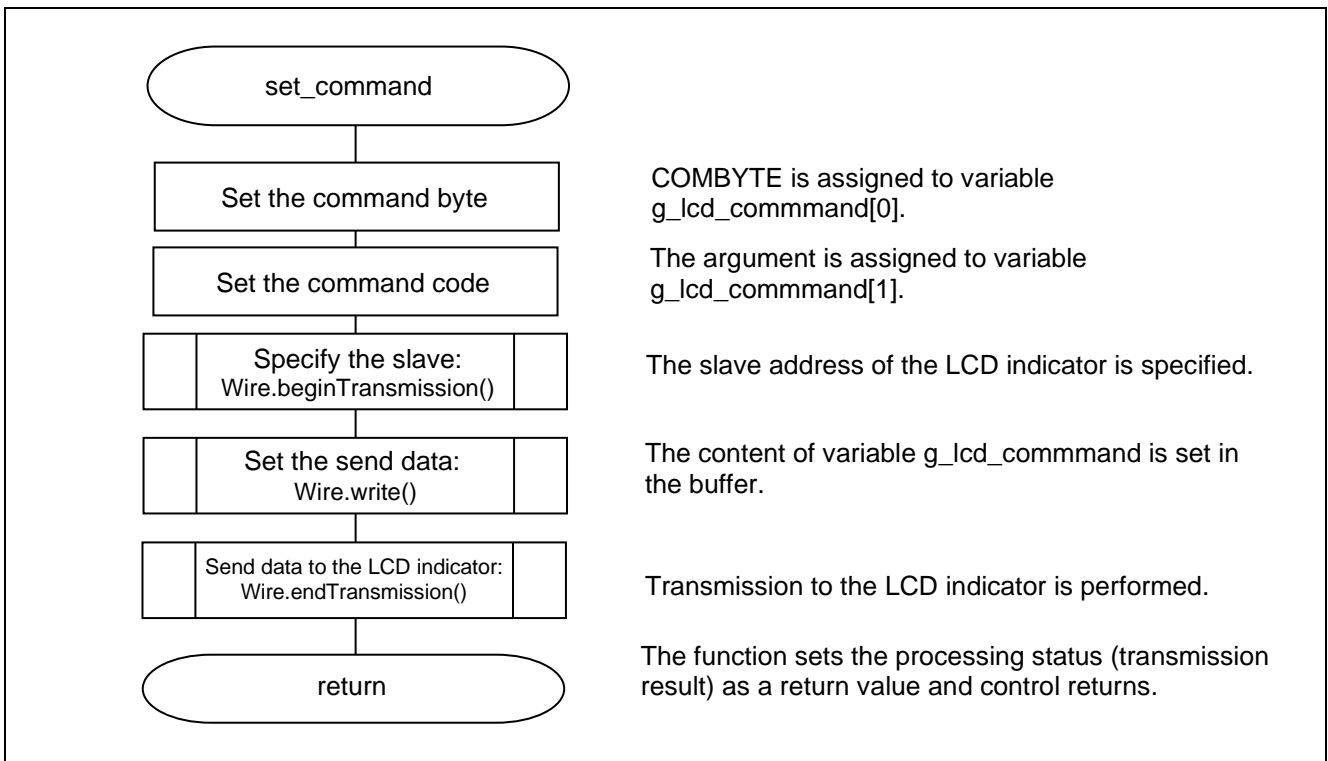 set_command
Set the command byte
COMBYTE is assigned to variable
g_lcd_commmand[0].
Set the command code
The argument is assigned to variable
g_lcd_commmand[1].
Specify the slave:
Wire.beginTransmission()
The slave address of the LCD indicator is specified.
Set the send data:
Wire.write()
The content of variable g_lcd_commmand is set in
the buffer.
Send data to the LCD indicator:
Wire.endTransmission()
Transmission to the LCD indicator is performed.
return
The function sets the processing status (transmission
result) as a return value and control returns.